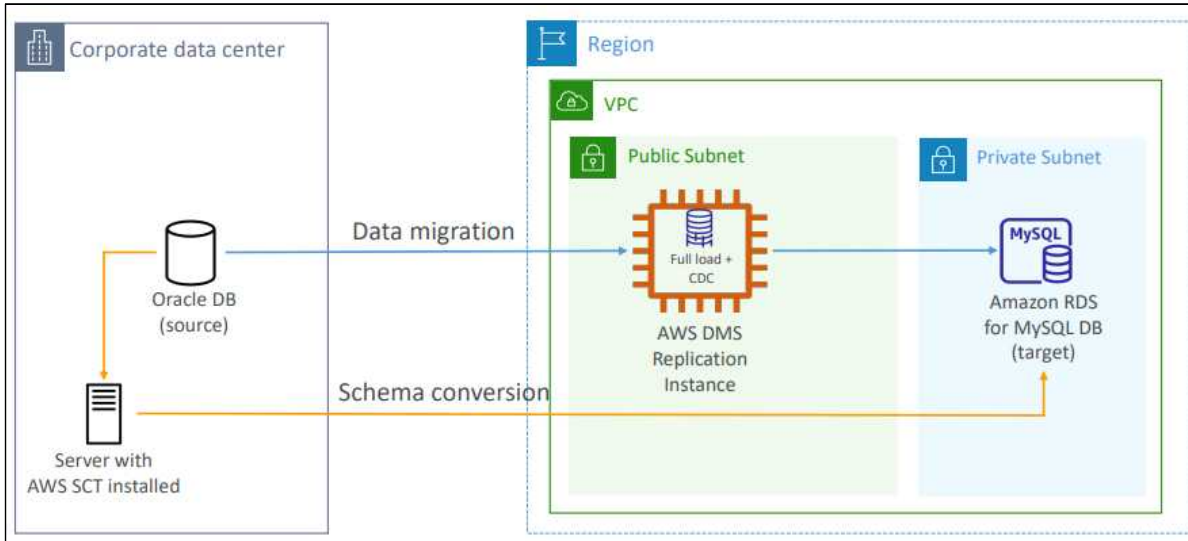 Corporate data center
Region
VPC
Public Subnet
Private Subnet
Data migration
Full load +
CDC
MySQL
Oracle DB
(source)
AWS DMS
Replication
Instance
Amazon RDS
for MySQL DB
(target)
Schema conversion
Server with
AWS SCT installed